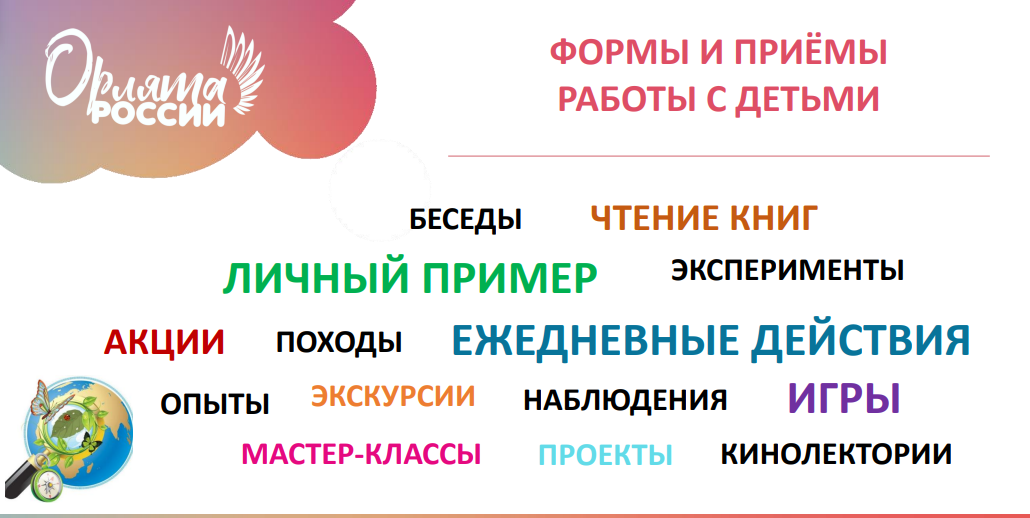 Орлята
РОССИИ
ФОРМЫ И ПРИЁМЫ
РАБОТЫ С ДЕТЬМИ
БЕСЕДЫ ЧТЕНИЕ КНИГ
ЛИЧНЫЙ ПРИМЕР ЭКСПЕРИМЕНТЫ
АКЦИИ ПОХОДЫ ЕЖЕДНЕВНЫЕ ДЕЙСТВИЯ
ОПЫТЫ ЭКСКУРСИИ НАБЛЮДЕНИЯ ИГРЫ
МАСТЕР-КЛАССЫ ПРОЕКТЫ КИНОЛЕКТОРИИ